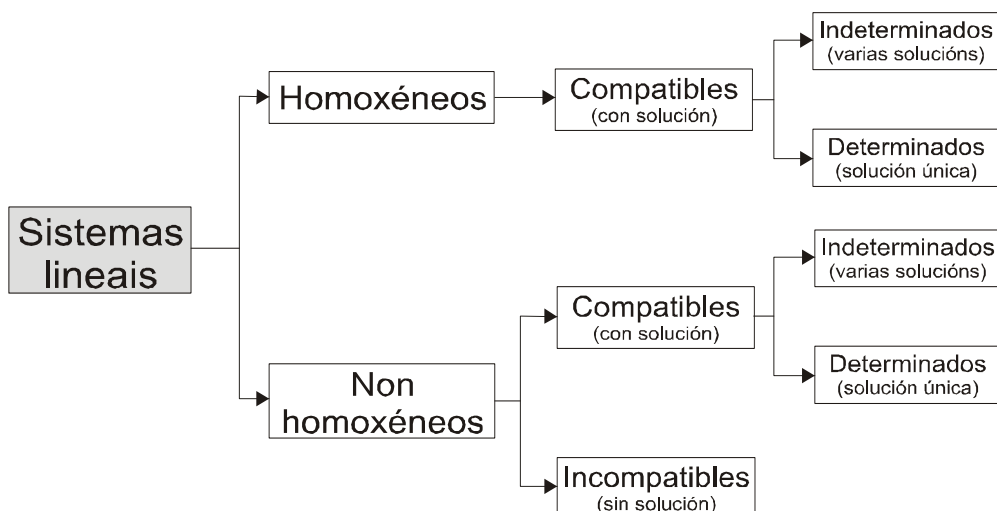 Sistemas
lineais
Homoxéneos
Compatibles
(con solución)
Indeterminados
(varias solucións)
Determinados
(solución única)
Non
homoxéneos
Compatibles
(con solución)
Indeterminados
(varias solucións)
Determinados
(solución única)
Incompatibles
(sin solución)